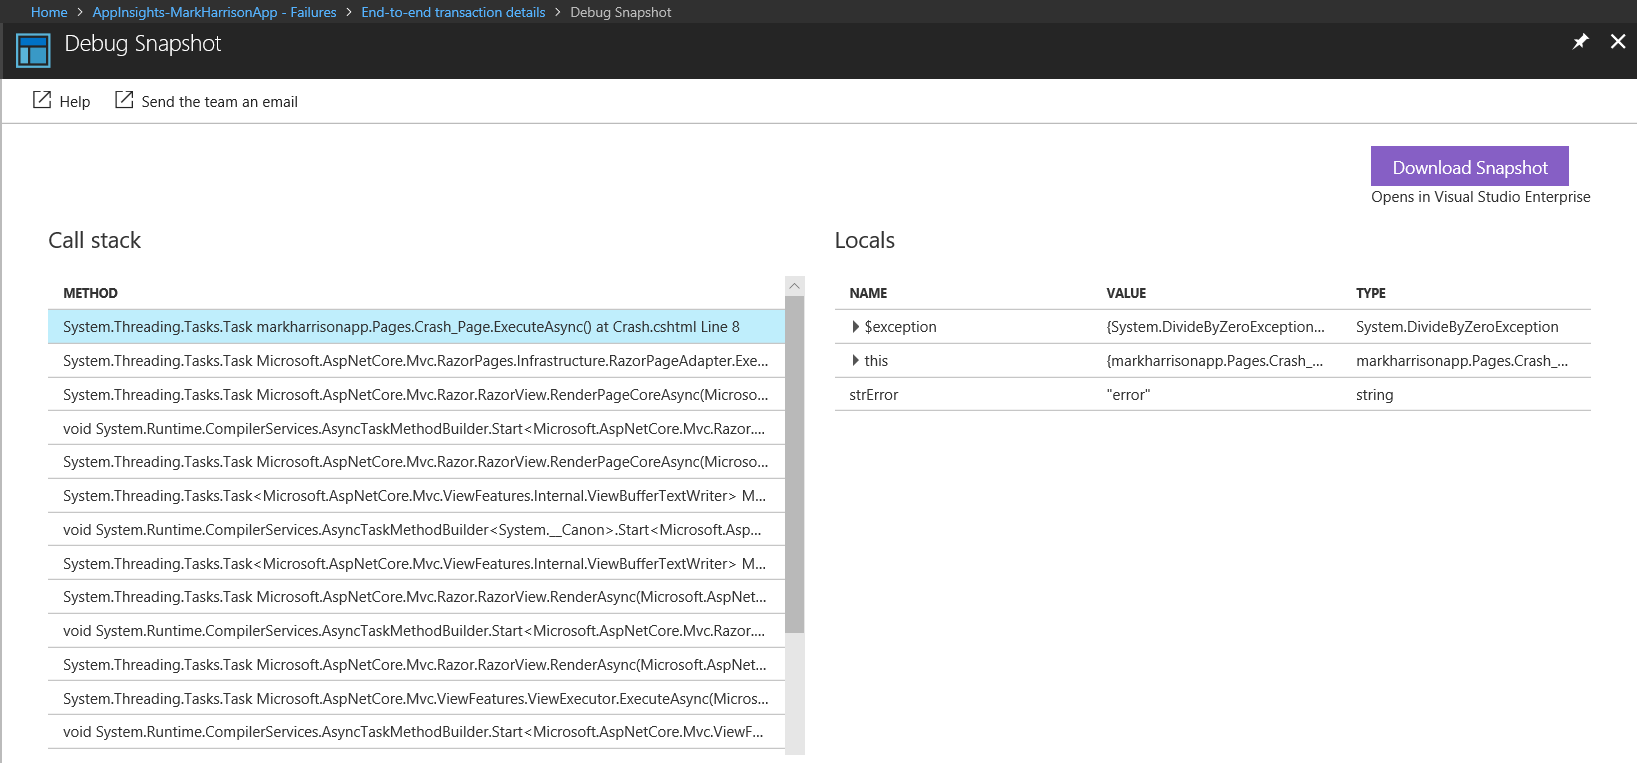 Home > AppInsights-MarkHarrisonApp - Failures > End-to-end transaction details > Debug Snapshot
Debug Snapshot
Help Send the team an email
Download Snapshot
Opens in Visual Studio Enterprise
Call stack
METHOD
System.Threading.Tasks.Task markharrisonapp.Pages.Crash_Page.ExecuteAsync() at Crash.cshtml Line 8
System.Threading.Tasks.Task Microsoft.AspNetCore.Mvc.RazorPages.Infrastructure.RazorPageAdapter.Exe...
System.Threading.Tasks.Task Microsoft.AspNetCore.Mvc.Razor.RazorView.RenderPageCoreAsync(Microso...
void System.Runtime.CompilerServices.AsyncTaskMethodBuilder.Start<Microsoft.AspNetCore.Mvc.Razor....
System.Threading.Tasks.Task Microsoft.AspNetCore.Mvc.Razor.RazorView.RenderPageCoreAsync(Microso...
System.Threading.Tasks.Task<Microsoft.AspNetCore.Mvc.ViewFeatures.Internal.ViewBufferTextWriter> M...
void System.Runtime.CompilerServices.AsyncTaskMethodBuilder<System.__Canon>.Start<Microsoft.Asp...
System.Threading.Tasks.Task<Microsoft.AspNetCore.Mvc.ViewFeatures.Internal.ViewBufferTextWriter> M...
System.Threading.Tasks.Task Microsoft.AspNetCore.Mvc.Razor.RazorView.RenderAsync(Microsoft.AspNet...
void System.Runtime.CompilerServices.AsyncTaskMethodBuilder.Start<Microsoft.AspNetCore.Mvc.Razor....
System.Threading.Tasks.Task Microsoft.AspNetCore.Mvc.Razor.RazorView.RenderAsync(Microsoft.AspNet...
System.Threading.Tasks.Task Microsoft.AspNetCore.Mvc.ViewFeatures.ViewExecutor.ExecuteAsync(Micros...
void System.Runtime.CompilerServices.AsyncTaskMethodBuilder.Start<Microsoft.AspNetCore.Mvc.ViewF...
Locals
NAME VALUE TYPE
$exception {System.DivideByZeroException... System.DivideByZeroException
this {markharrisonapp.Pages.Crash_... markharrisonapp.Pages.Crash_...
strError "error" string